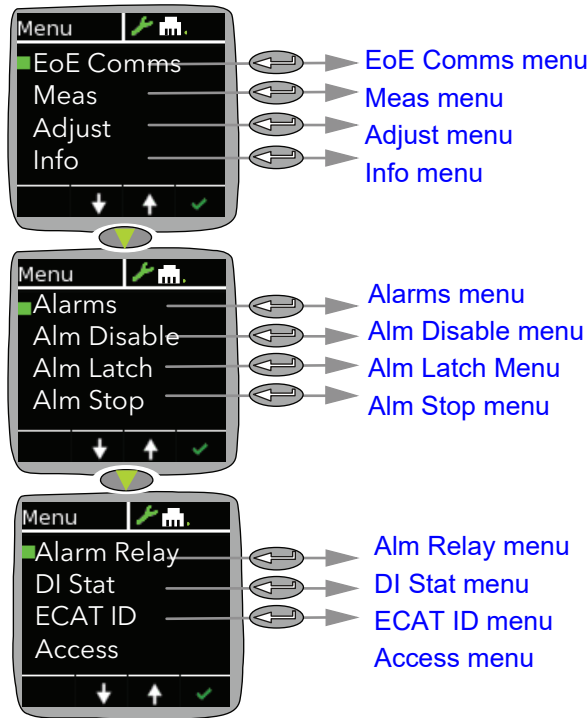 Menu
EoE Comms EoE Comms menu
Meas Meas menu
Adjust Adjust menu
Info Info menu
Menu
Alarms Alarms menu
Alm Disable Alm Disable menu
Alm Latch Alm Latch Menu
Alm Stop Alm Stop menu
Menu
Alarm Relay Alm Relay menu
DI Stat DI Stat menu
ECAT ID ECAT ID menu
Access Access menu